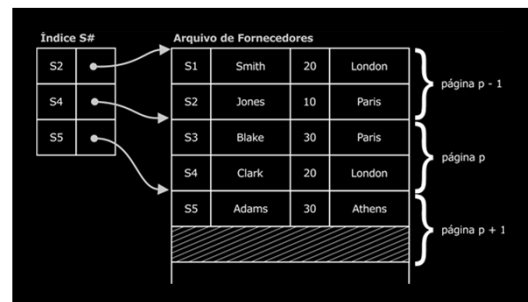 Índice S# Arquivo de Fornecedores
S2 S1 Smith 20 London
S4 S2 Jones 10 Paris
página p - 1
S5 S3 Blake 30 Paris
S4 Clark 20 London
página p
S5 Adams 30 Athens
página p + 1